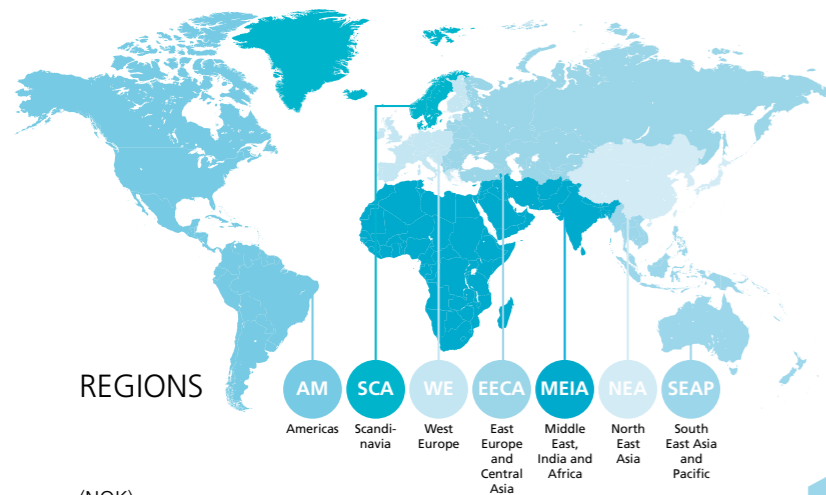 REGIONS
AM
SCA
WE
EECA
MEIA
NEA
SEAP
Americas
Scandi-
navia
West
Europe
East
Europe
and
Central
Asia
Middle
East,
India and
Africa
North
East
Asia
South
East Asia
and
Pacific
(NOK)